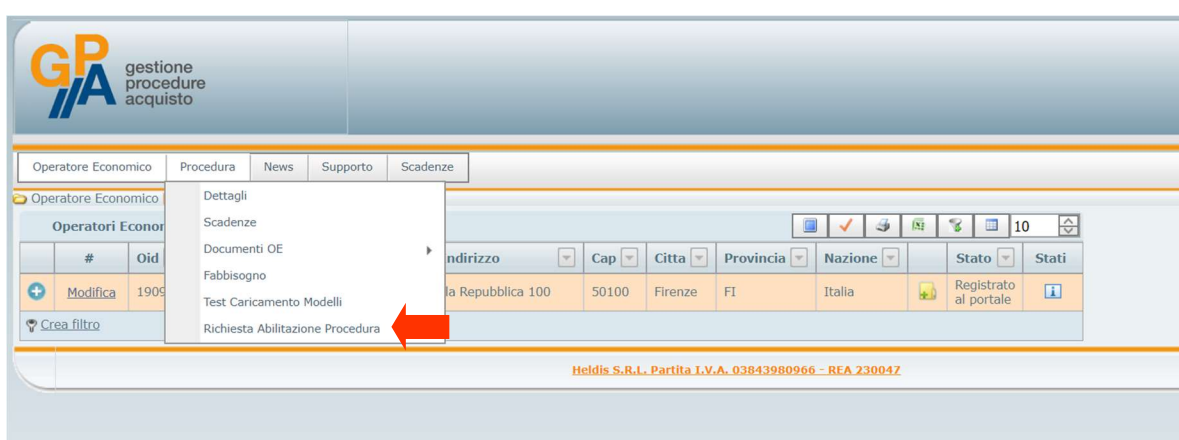 GPA
gestione
procedure
acquisto
Operatore Economico Procedura News Supporto Scadenze
Operatore Economico
Dettagli
Scadenze
Documenti OE
Fabbisogno
Test Caricamento Modelli
Richiesta Abilitazione Procedura
Operatori 10
# Oid ndirizzo Cap Citta Provincia Nazione Stato Stati
Modifica 1909 la Repubblica 100 50100 Firenze FI Italia Registrato
al portale
Crea filtro
Heldis S.R.L. Partita I.V.A. 03843980966 - REA 230047